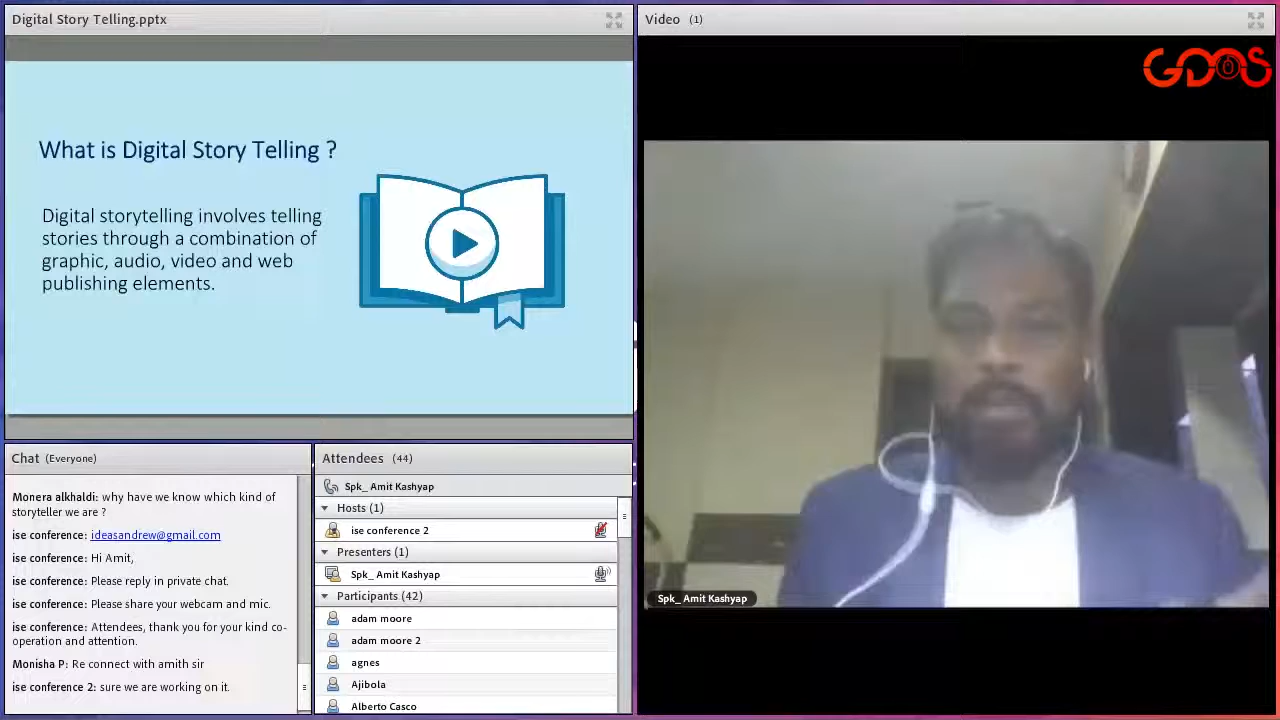 Digital Story Telling.pptx
What is Digital Story Telling ?
Digital storytelling involves telling
stories through a combination of
graphic, audio, video and web
publishing elements.
Chat (Everyone)
Monera alkhaldi: why have we know which kind of
storyteller we are ?
ise conference: ideasandrew@gmail.com
ise conference: Hi Amit,
ise conference: Please reply in private chat.
ise conference: Please share your webcam and mic.
ise conference: Attendees, thank you for your kind co-
operation and attention.
Monisha P: Re connect with amith sir
ise conference 2: sure we are working on it.
Attendees (44)
Spk_ Amit Kashyap
Hosts (1)
ise conference 2
Presenters (1)
Spk_ Amit Kashyap
Participants (42)
adam moore
adam moore 2
agnes
Ajibola
Alberto Casco
Video (1)
Spk_ Amit Kashyap